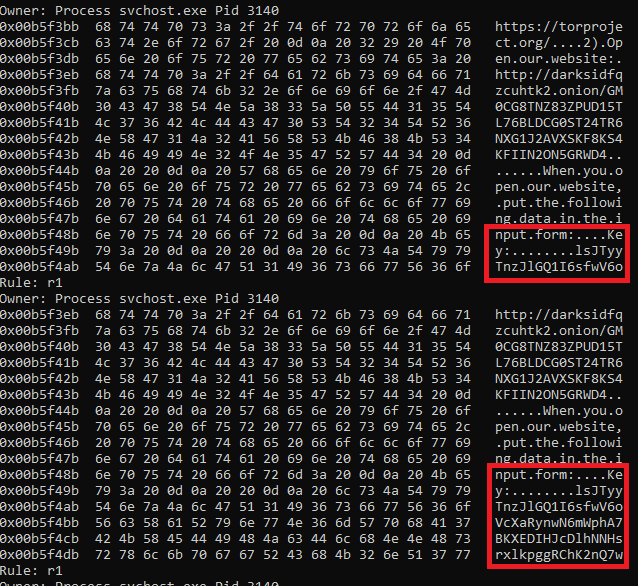 Owner: Process svchost.exe Pid 3140
0x00b5f3bb 68 74 74 70 73 3a 2f 2f 74 6f 72 70 72 6f 6a 65 https://torproje
0x00b5f3cb 63 74 2e 6f 72 67 2f 20 0d 0a 20 32 29 20 4f 70 ct.org/....2).Op
0x00b5f3db 65 6e 20 6f 75 72 20 77 65 62 73 69 74 65 3a 20 en.our.website:.
0x00b5f3eb 68 74 74 70 3a 2f 2f 64 61 72 6b 73 69 64 66 71 http://darksidfq
0x00b5f3fb 7a 63 75 68 74 6b 32 2e 6f 6e 69 6f 6e 2f 47 4d zcuhtk2.onion/GM
0x00b5f40b 30 43 47 38 54 4e 5a 38 33 5a 50 55 44 31 35 54 0CG8TNZ83ZPUD15T
0x00b5f41b 4c 37 36 42 4c 44 43 47 30 53 54 32 34 54 52 36 L76BLDCG0ST24TR6
0x00b5f42b 4e 58 47 31 4a 32 41 56 58 53 4b 46 38 4b 53 34 NXG1J2AVXSKF8KS4
0x00b5f43b 4b 46 49 49 4e 32 4f 4e 35 47 52 57 44 34 20 0d KFIIN2ON5GRWD4..
0x00b5f44b 0a 20 20 0d 0a 20 57 68 65 6e 20 79 6f 75 20 6f ......When.you.o
0x00b5f45b 70 65 6e 20 6f 75 72 20 77 65 62 73 69 74 65 2c pen.our.website,
0x00b5f46b 20 70 75 74 20 74 68 65 20 66 6f 6c 6c 6f 77 69 .put.the.followi
0x00b5f47b 6e 67 20 64 61 74 61 20 69 6e 20 74 68 65 20 69 ng.data.in.the.i
0x00b5f48b 6e 70 75 74 20 66 6f 72 6d 3a 20 0d 0a 20 4b 65 nput.form:....Ke
0x00b5f49b 79 3a 20 0d 0a 20 20 0d 0a 20 6c 73 4a 54 79 79 y:........lsJTyy
0x00b5f4ab 54 6e 7a 4a 6c 47 51 31 49 36 73 66 77 56 36 6f TnzJlGQ1I6sfwV6o
Rule: r1
Owner: Process svchost.exe Pid 3140
0x00b5f3eb 68 74 74 70 3a 2f 2f 64 61 72 6b 73 69 64 66 71 http://darksidfq
0x00b5f3fb 7a 63 75 68 74 6b 32 2e 6f 6e 69 6f 6e 2f 47 4d zcuhtk2.onion/GM
0x00b5f40b 30 43 47 38 54 4e 5a 38 33 5a 50 55 44 31 35 54 0CG8TNZ83ZPUD15T
0x00b5f41b 4c 37 36 42 4c 44 43 47 30 53 54 32 34 54 52 36 L76BLDCG0ST24TR6
0x00b5f42b 4e 58 47 31 4a 32 41 56 58 53 4b 46 38 4b 53 34 NXG1J2AVXSKF8KS4
0x00b5f43b 4b 46 49 49 4e 32 4f 4e 35 47 52 57 44 34 20 0d KFIIN2ON5GRWD4..
0x00b5f44b 0a 20 20 0d 0a 20 57 68 65 6e 20 79 6f 75 20 6f ......When.you.o
0x00b5f45b 70 65 6e 20 6f 75 72 20 77 65 62 73 69 74 65 2c pen.our.website,
0x00b5f46b 20 70 75 74 20 74 68 65 20 66 6f 6c 6c 6f 77 69 .put.the.followi
0x00b5f47b 6e 67 20 64 61 74 61 20 69 6e 20 74 68 65 20 69 ng.data.in.the.i
0x00b5f48b 6e 70 75 74 20 66 6f 72 6d 3a 20 0d 0a 20 4b 65 nput.form:....Ke
0x00b5f49b 79 3a 20 0d 0a 20 20 0d 0a 20 6c 73 4a 54 79 79 y:........lsJTyy
0x00b5f4ab 54 6e 7a 4a 6c 47 51 31 49 36 73 66 77 56 36 6f TnzJlGQ1I6sfwV6o
0x00b5f4bb 56 63 58 61 52 79 6e 77 4e 36 6d 57 70 68 41 37 VcXaRynwN6mWphA7
0x00b5f4cb 42 4b 58 45 44 49 48 4a 63 44 6c 68 4e 4e 48 73 BKXEDIHJcDlhNNHs
0x00b5f4db 72 78 6c 6b 70 67 67 52 43 68 4b 32 6e 51 37 77 rxlkpggRChK2nQ7w
Rule: r1